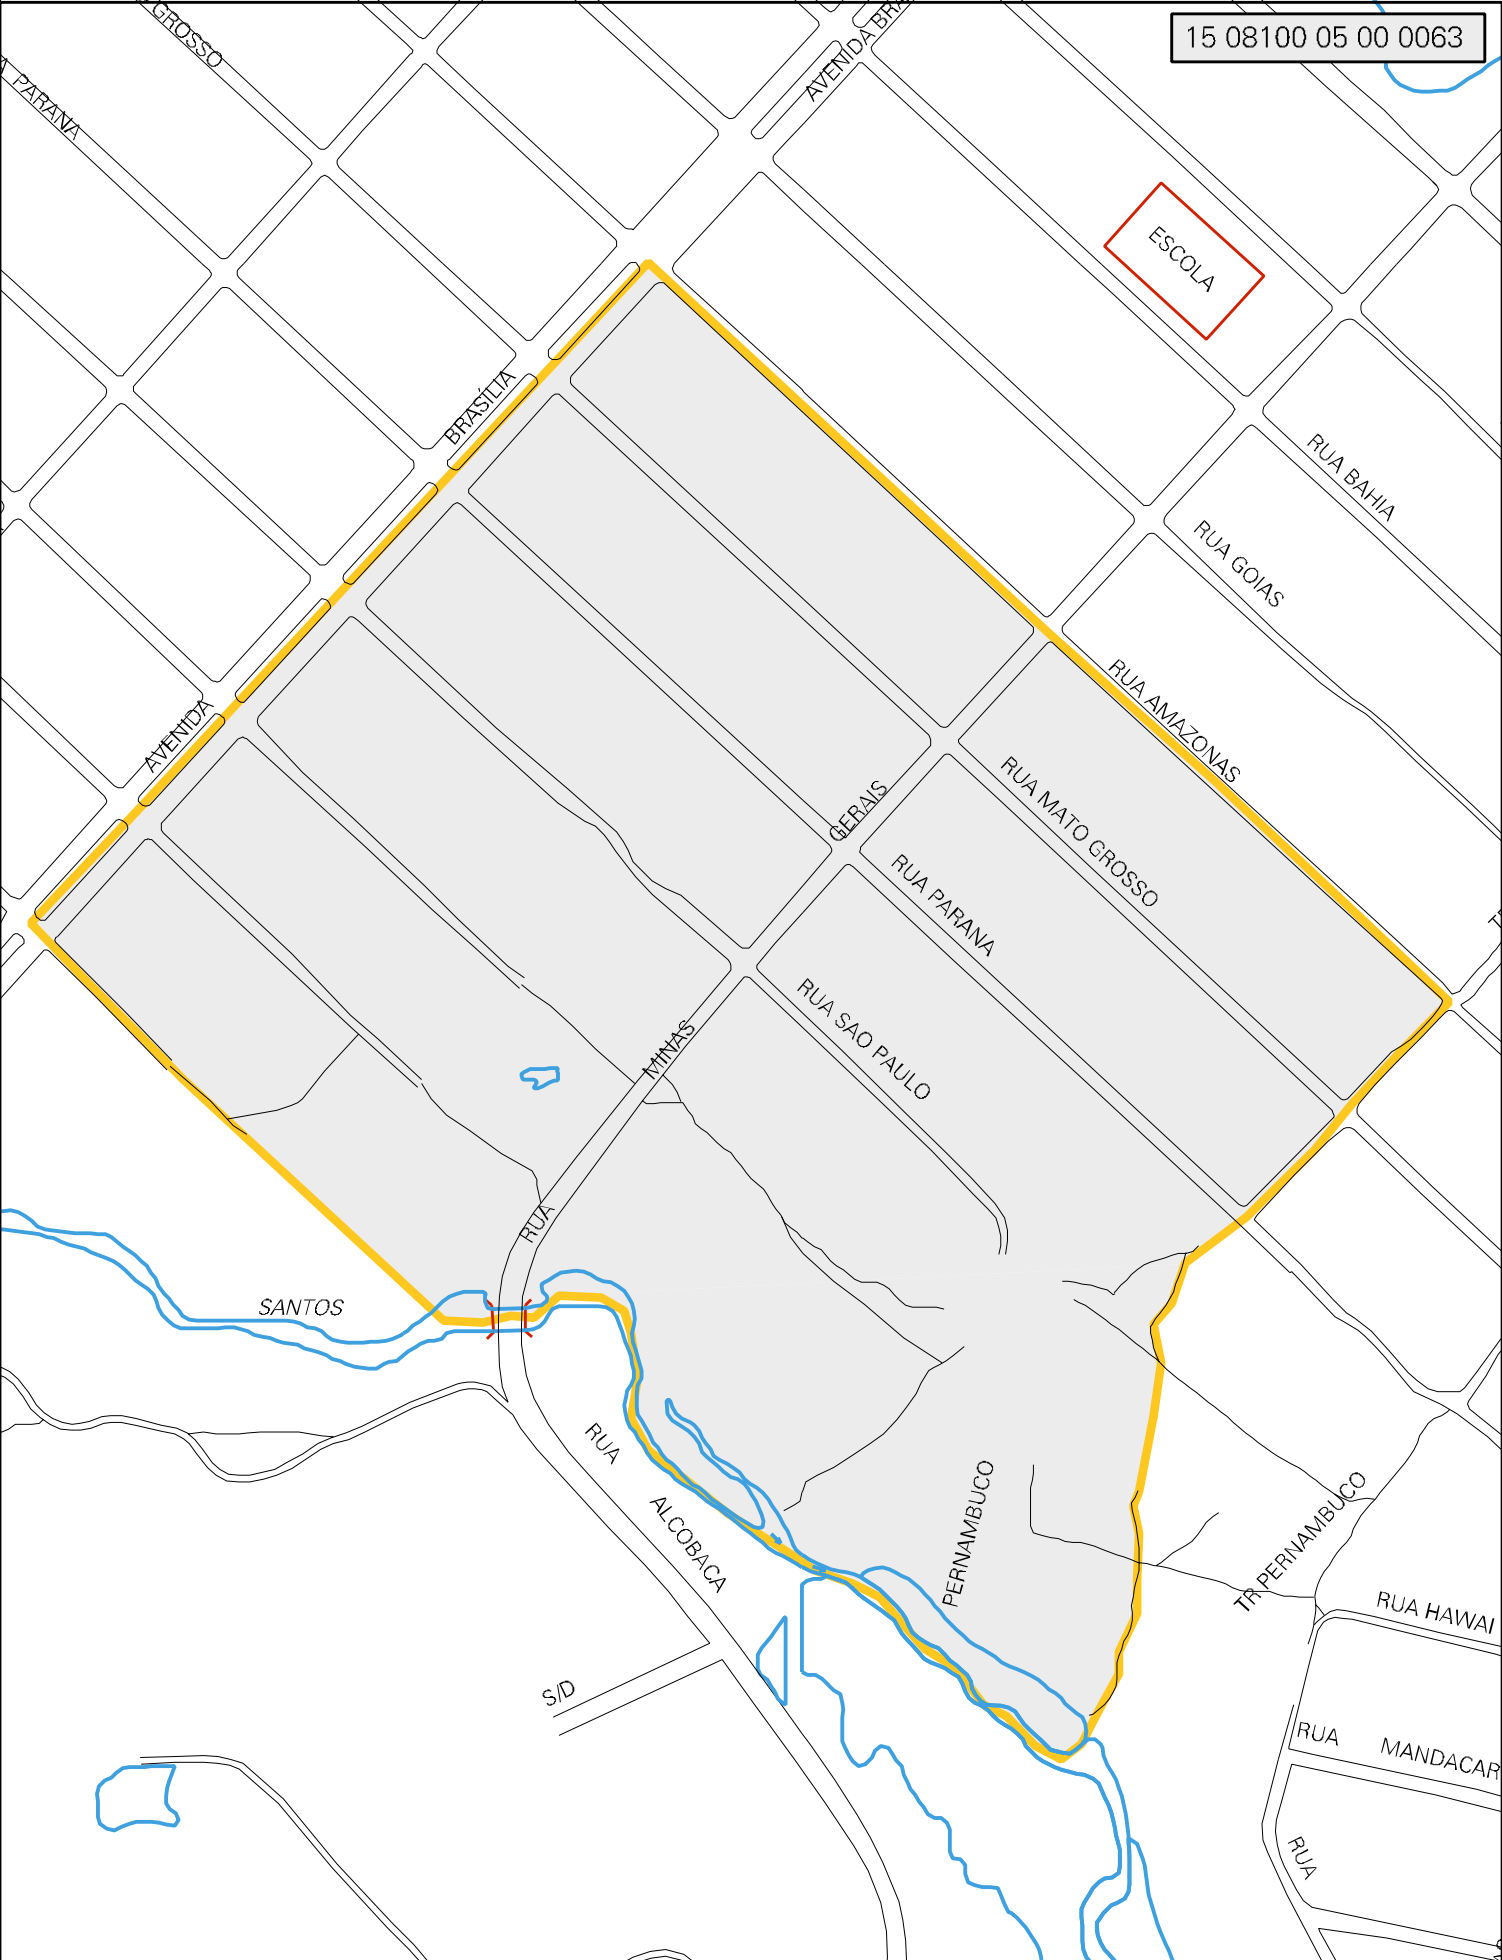 GROSSO
AVENIDA BRA
15 08100 05 00 0063
PARANA
ESCOLA
BRASÍLIA
RUA BAHIA
RUA GOIAS
AVENIDA
RUA AMAZONAS
GERAIS
RUA MATO GROSSO
RUA PARANA
RUA SAO PAULO
MINAS
RUA
SANTOS
RUA
ALCOBACA
PERNAMBUCO
TR PERNAMBUCO
RUA HAWAI
S/D
RUA MANDACAR
RUA